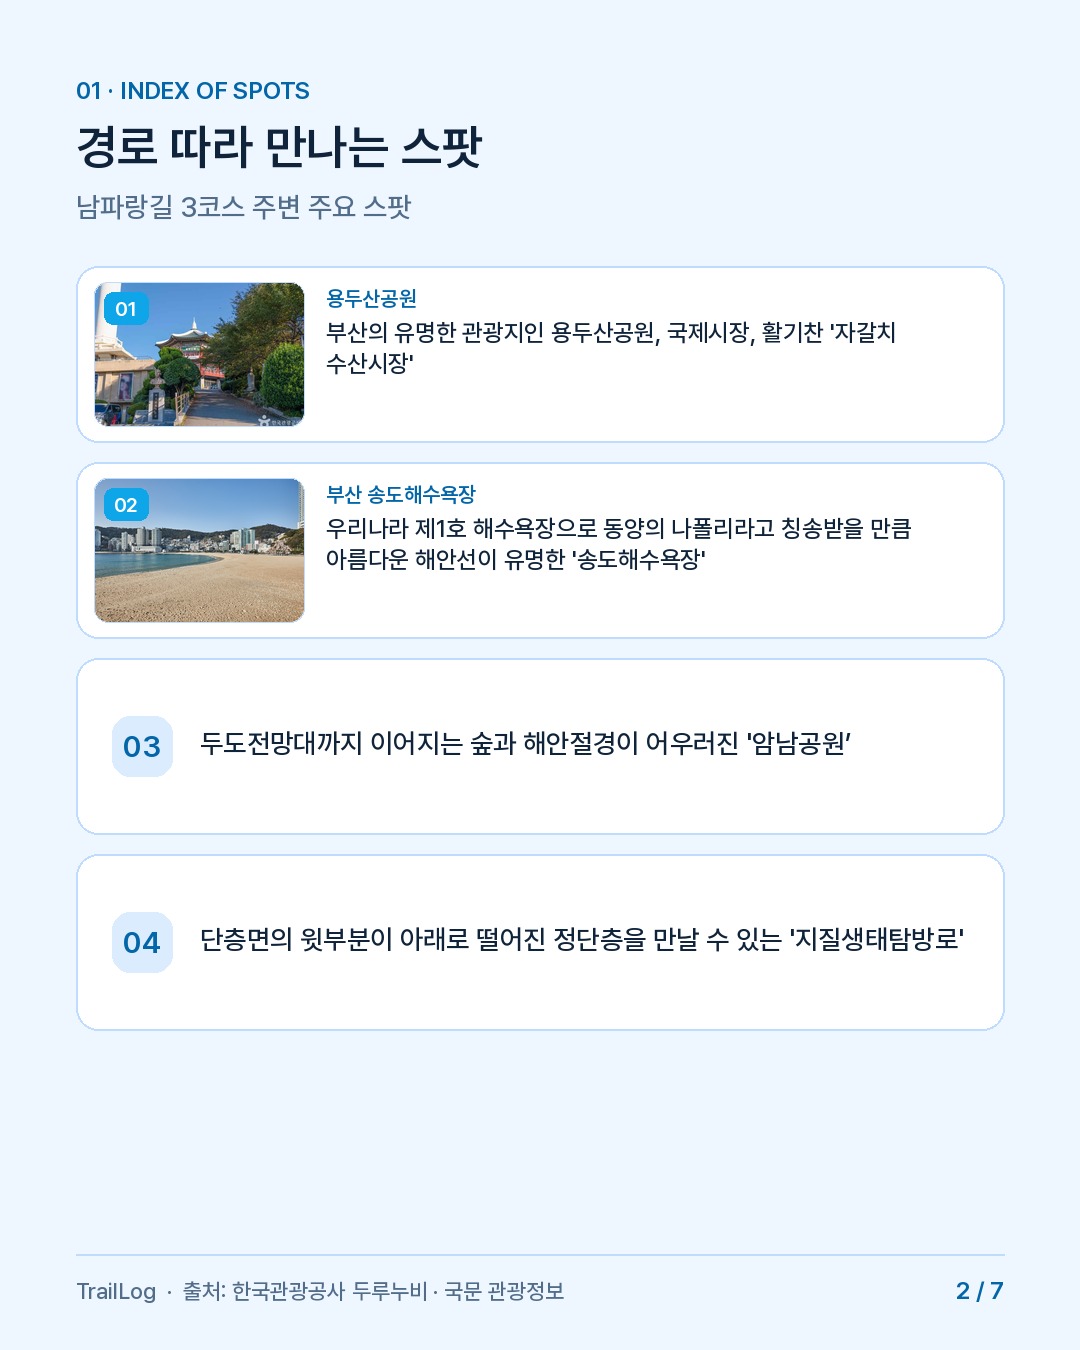 01 · INDEX OF SPOTS
경로 따라 만나는 스팟
남파랑길 3코스 주변 주요 스팟
01
용두산공원
부산의 유명한 관광지인 용두산공원, 국제시장, 활기찬 '자갈치
수산시장'
02
부산 송도해수욕장
우리나라 제1호 해수욕장으로 동양의 나폴리라고 칭송받을 만큼
아름다운 해안선이 유명한 '송도해수욕장'
03
두도전망대까지 이어지는 숲과 해안절경이 어우러진 '암남공원’
04
단층면의 윗부분이 아래로 떨어진 정단층을 만날 수 있는 '지질생태탐방로'
TrailLog · 출처: 한국관광공사 두루누비 · 국문 관광정보
2 / 7